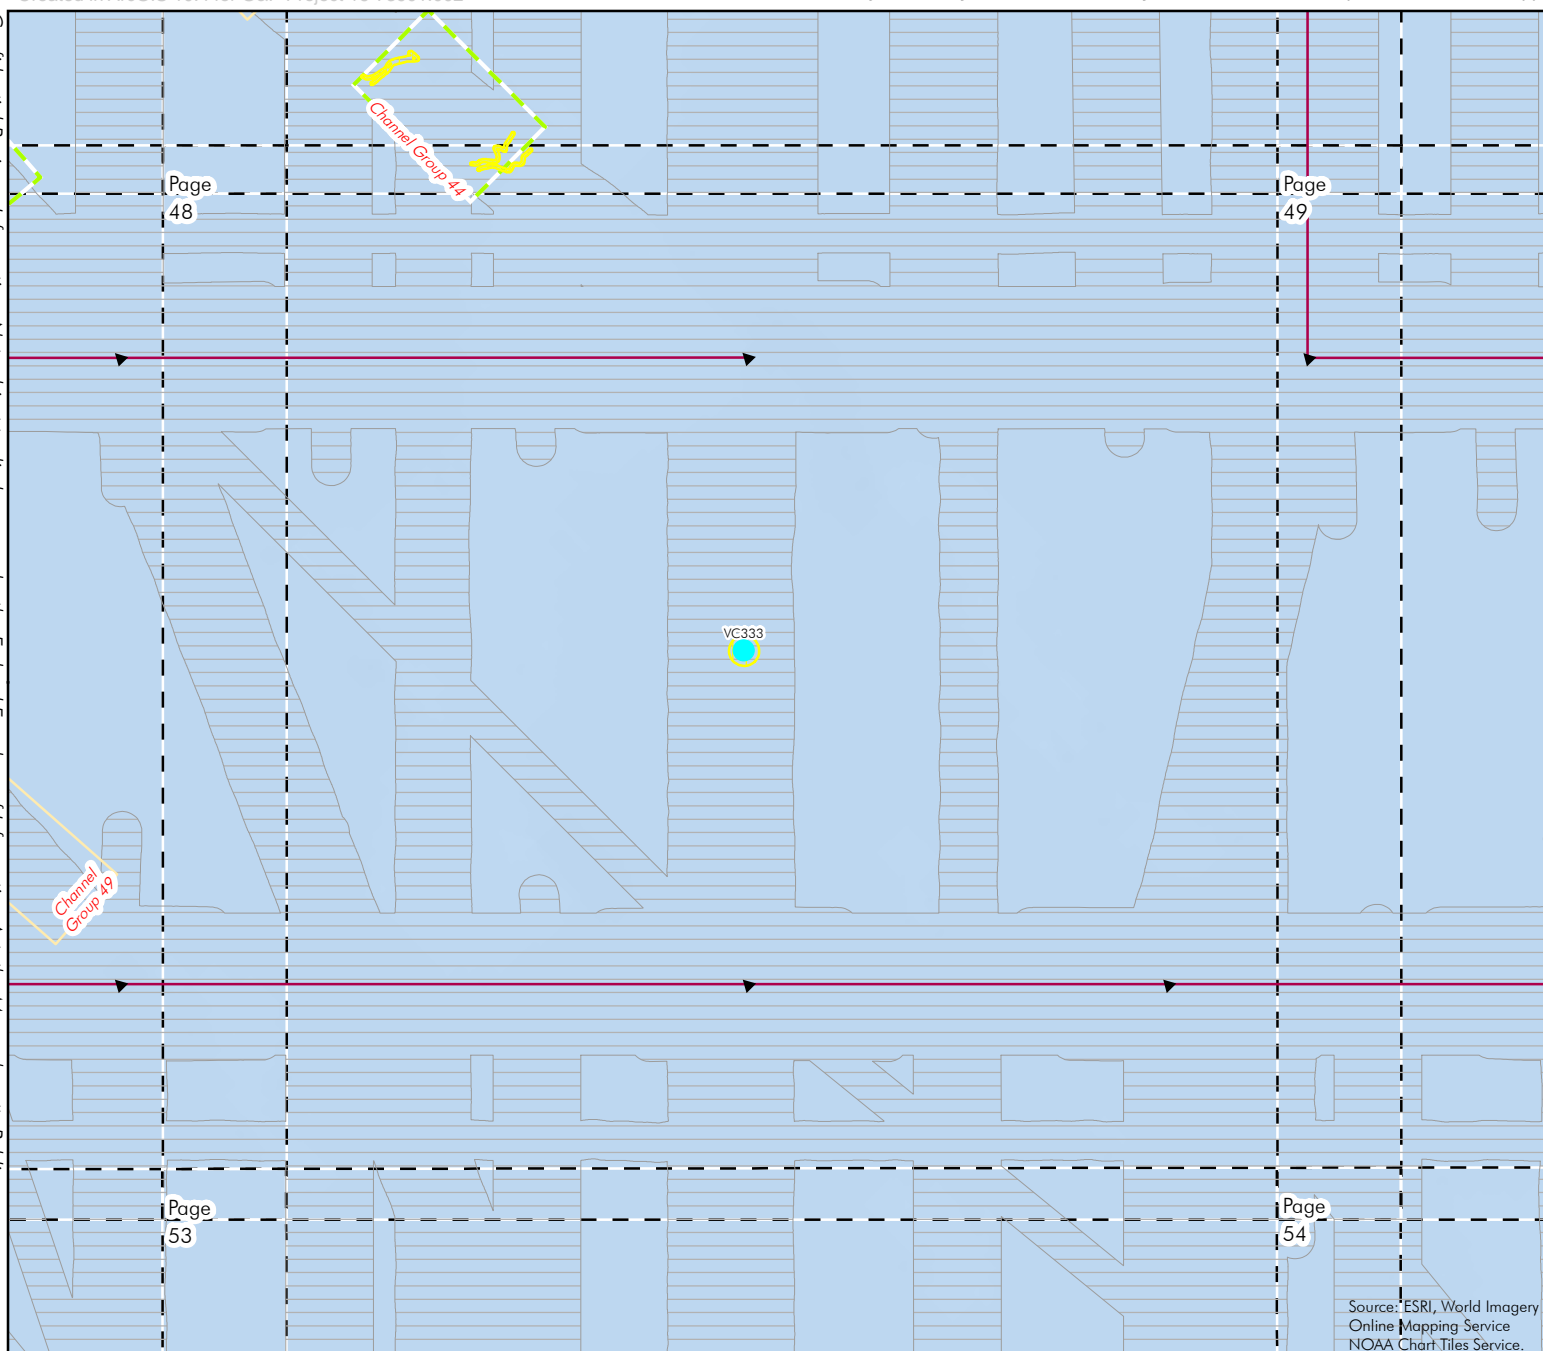 Channel Group 44
Page
48
Page
49
VC333
Channel
Group 49
Page
53
Page
54
Source: ESRI, World Imagery
Online Mapping Service
NOAA Chart Tiles Service.